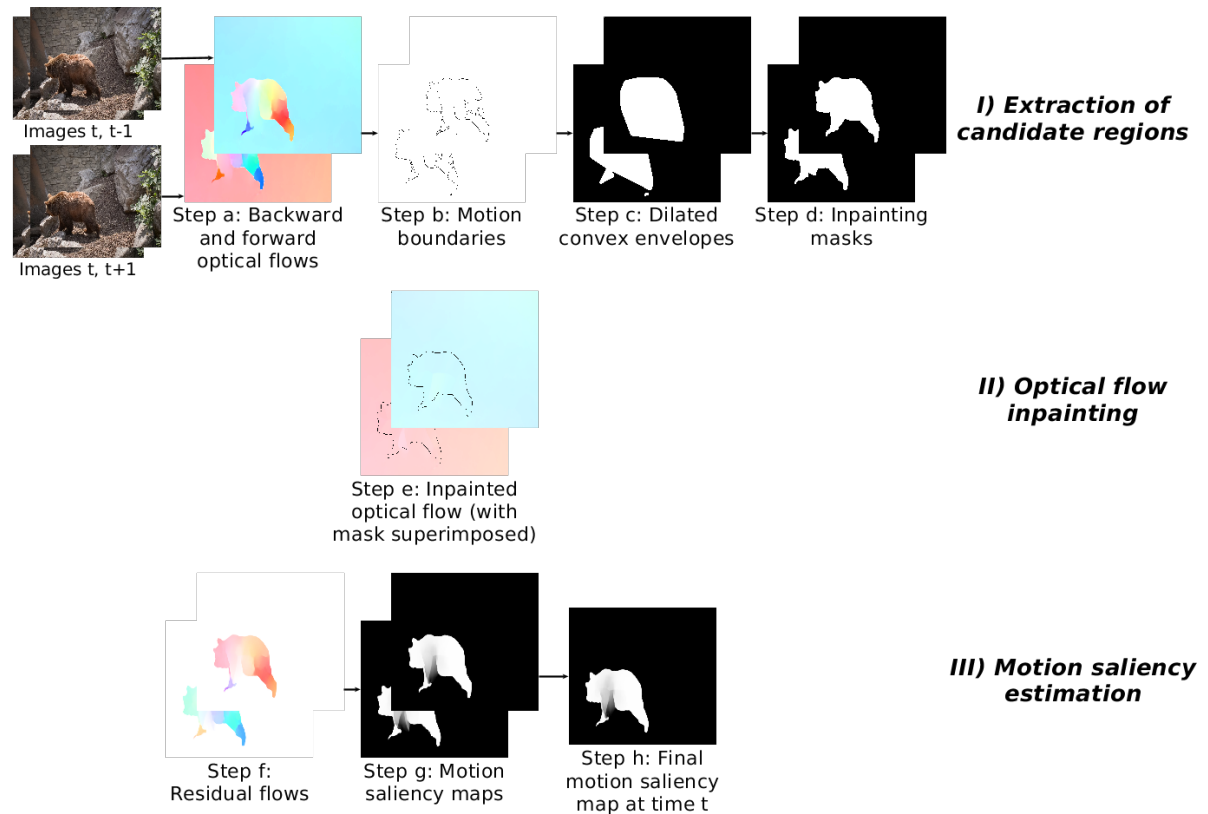 Images t, t-1
Images t, t+1
Step a: Backward
and forward
optical flows
Step b: Motion
boundaries
Step c: Dilated
convex envelopes
Step d: Inpainting
masks
I) Extraction of
candidate regions
Step e: Inpainted
optical flow (with
mask superimposed)
II) Optical flow
inpainting
Step f:
Residual flows
Step g: Motion
saliency maps
Step h: Final
motion saliency
map at time t
III) Motion saliency
estimation